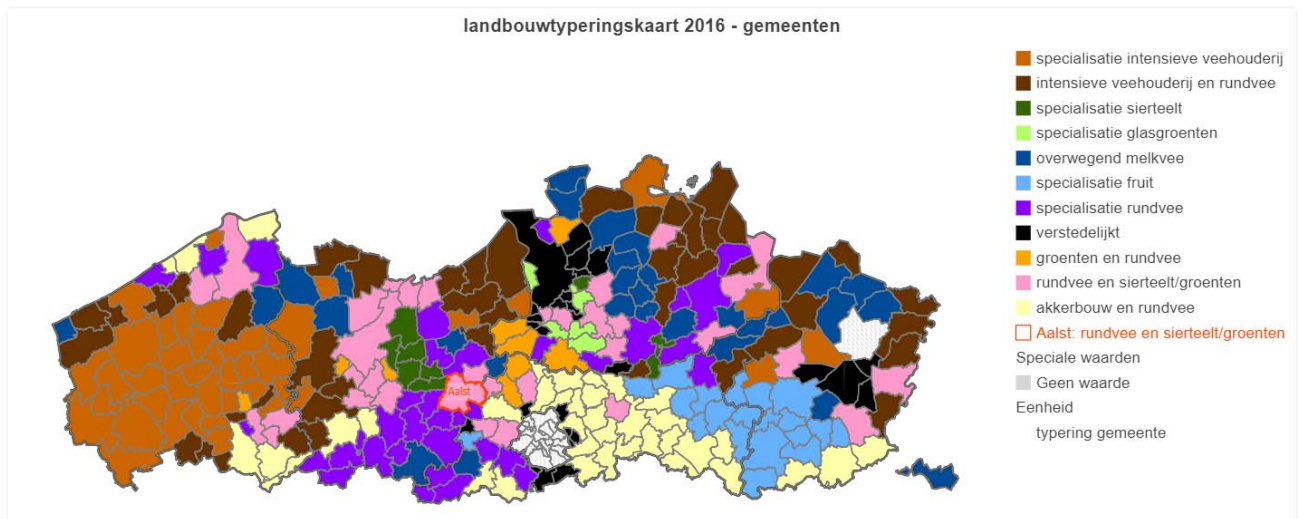 landbouwtyperingskaart 2016 - gemeenten
specialisatie intensieve veehouderij
intensieve veehouderij en rundvee
specialisatie sierteelt
specialisatie glasgroenten
overwegend melkvee
specialisatie fruit
specialisatie rundvee
verstedelijkt
groenten en rundvee
rundvee en sierteelt/groenten
akkerbouw en rundvee
Aalst: rundvee en sierteelt/groenten
Speciale waarden
Geen waarde
Eenheid
typering gemeente
Aalst